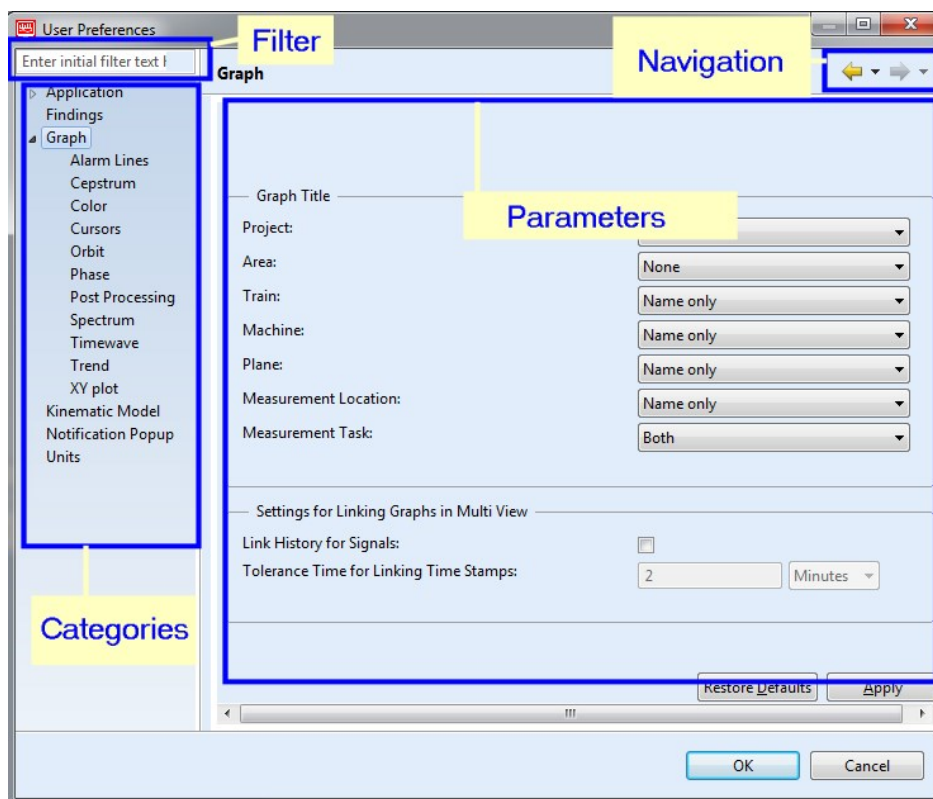 User Preferences
Filter
Navigation
Enter initial filter text
Graph
Application
Findings
Graph
Alarm Lines
Cepstrum
Color
Cursors
Orbit
Phase
Post Processing
Spectrum
Timewave
Trend
XY plot
Kinematic Model
Notification Popup
Units
Categories
Parameters
Graph Title
Project:
Area: None
Train: Name only
Machine: Name only
Plane: Name only
Measurement Location: Name only
Measurement Task: Both
Settings for Linking Graphs in Multi View
Link History for Signals:
Tolerance Time for Linking Time Stamps: 2 Minutes
Restore Defaults Apply
OK Cancel